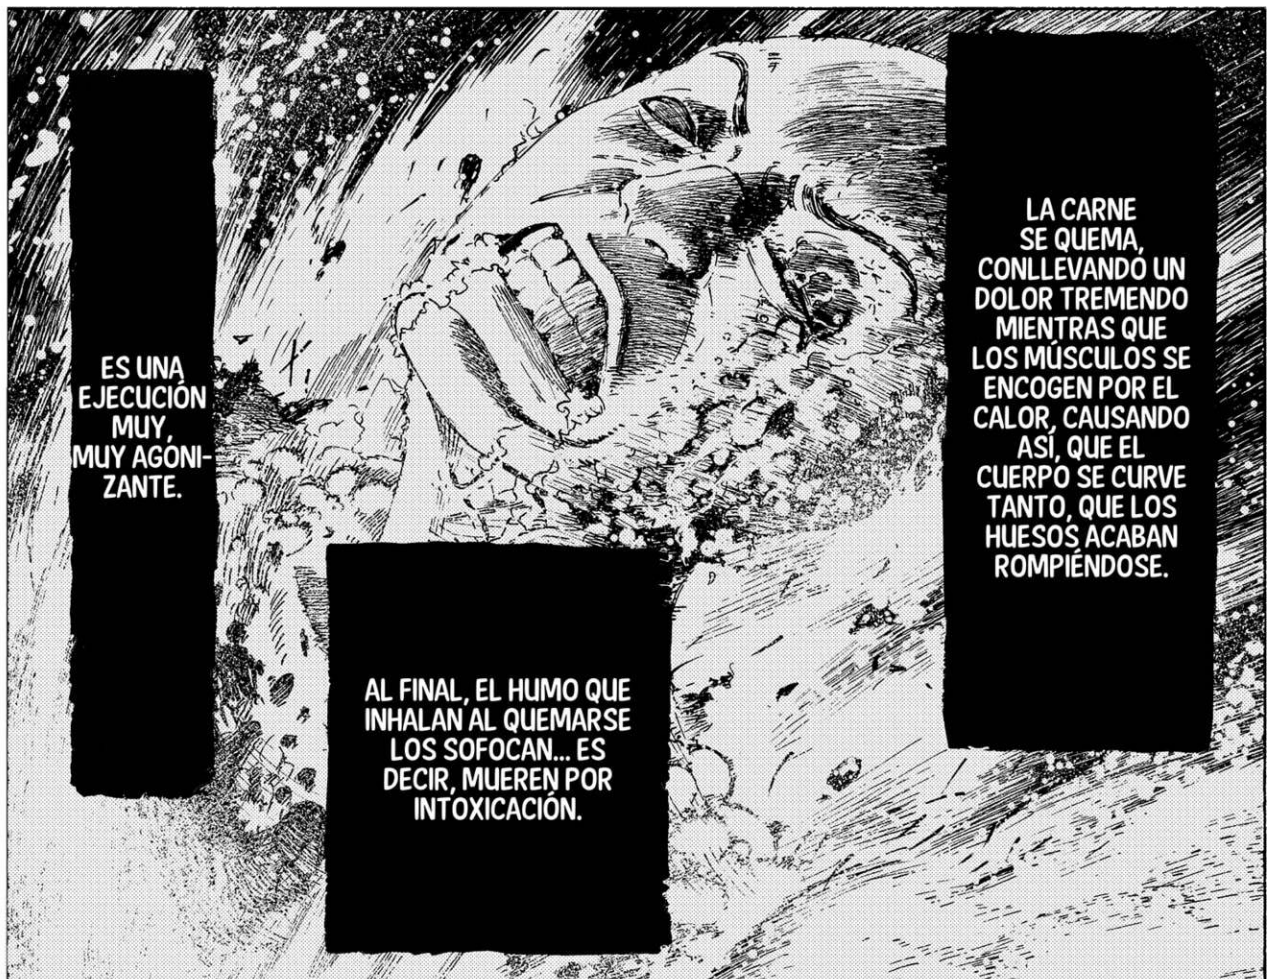 LA CARNE
SE QUEMA,
CONLLEVANDO UN
DOLOR TREMENDO
MIENTRAS QUE
LOS MÚSCULOS SE
ENCOGEN POR EL
CALOR, CAUSANDO
ASÍ, QUE EL
CUERPO SE CURVE
TANTO, QUE LOS
HUESOS ACABAN
ROMPIÉNDOSE.
AL FINAL, EL HUMO QUE
INHALAN AL QUEMARSE
LOS SOFOCAN... ES
DECIR, MUEREN POR
INTOXICACIÓN.
ES UNA
EJECUCIÓN
MUY,
MUY AGÓNI-
ZANTE.